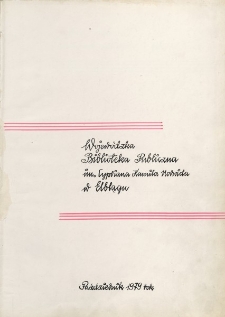 Wojewódzka
Biblioteka Publiczna
im. Cypriana Kamila Norwida
w Elblągu
Październik 1979 rok